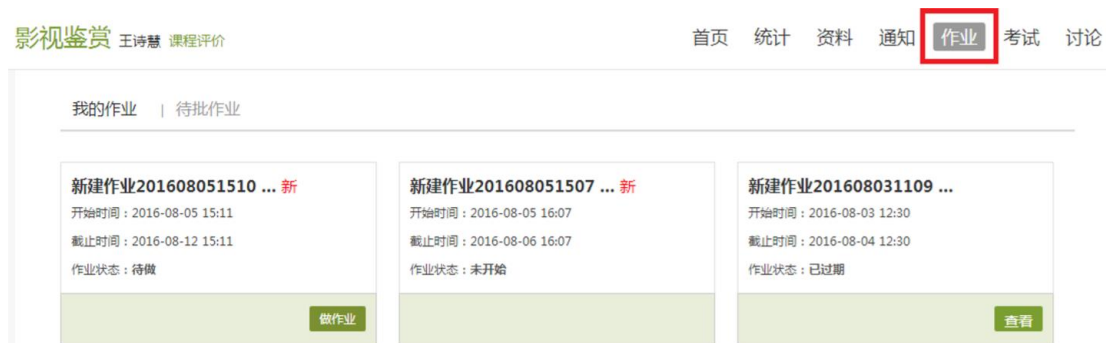 影视鉴赏 王诗慧 课程评价 首页 统计 资料 通知 作业 考试 讨论
我的作业 | 待批作业
新建作业201608051510 ... 新
开始时间：2016-08-05 15:11
截止时间：2016-08-12 15:11
作业状态：待做
做作业
新建作业201608051507 ... 新
开始时间：2016-08-05 16:07
截止时间：2016-08-06 16:07
作业状态：未开始
新建作业201608031109 ...
开始时间：2016-08-03 12:30
截止时间：2016-08-04 12:30
作业状态：已过期
查看